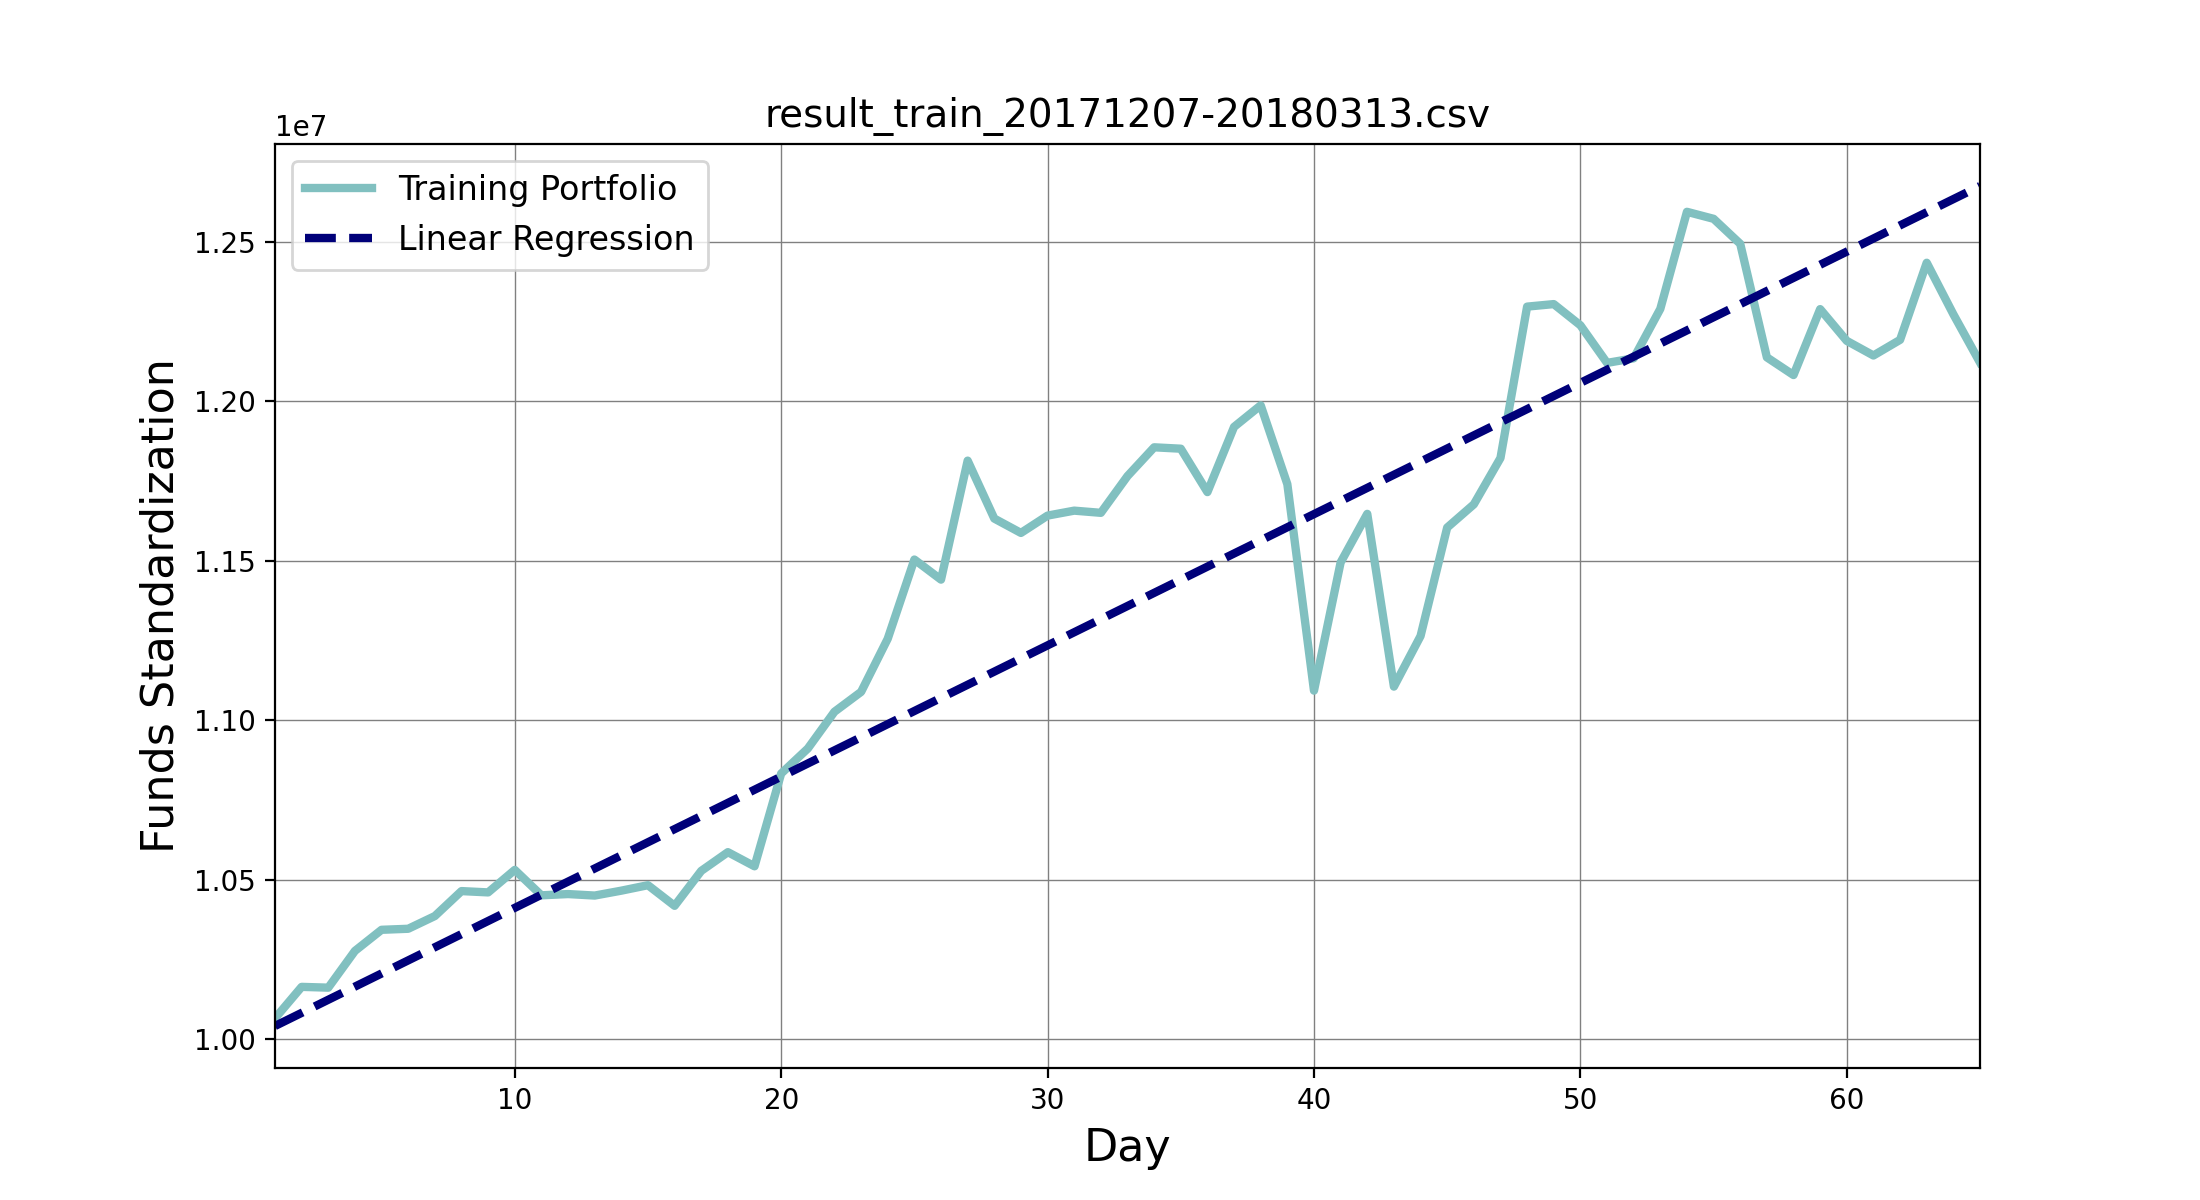 result_train_20171207-20180313.csv
1e7
Training Portfolio
Linear Regression
1.25
1.20
1.15
1.10
1.05
1.00
Funds Standardization
10 20 30 40 50 60
Day